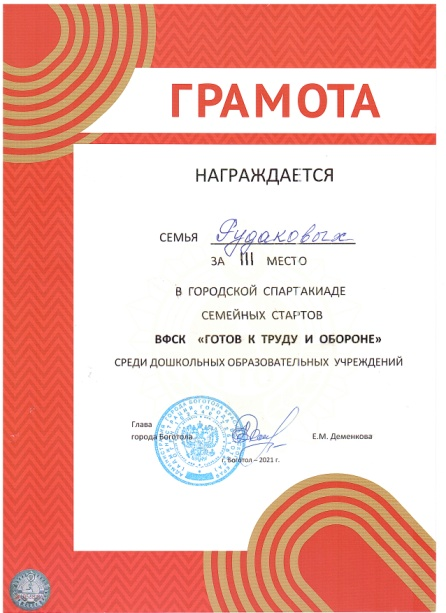 ГРАМОТА
НАГРАЖДАЕТСЯ
СЕМЬЯ Рудаковых
ЗА III МЕСТО
В ГОРОДСКОЙ СПАРТАКИАДЕ
СЕМЕЙНЫХ СТАРТОВ
ВФСК «ГОТОВ К ТРУДУ И ОБОРОНЕ»
СРЕДИ ДОШКОЛЬНЫХ ОБРАЗОВАТЕЛЬНЫХ УЧРЕЖДЕНИЙ
Глава
города Боготола Е.М. Деменкова
г. Боготол – 2021 г.